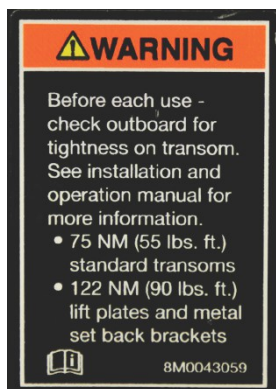 WARNING
Before each use -
check outboard for
tightness on transom.
See installation and
operation manual for
more information.
• 75 NM (55 lbs. ft.)
standard transoms
• 122 NM (90 lbs. ft.)
lift plates and metal
set back brackets
8M0043059